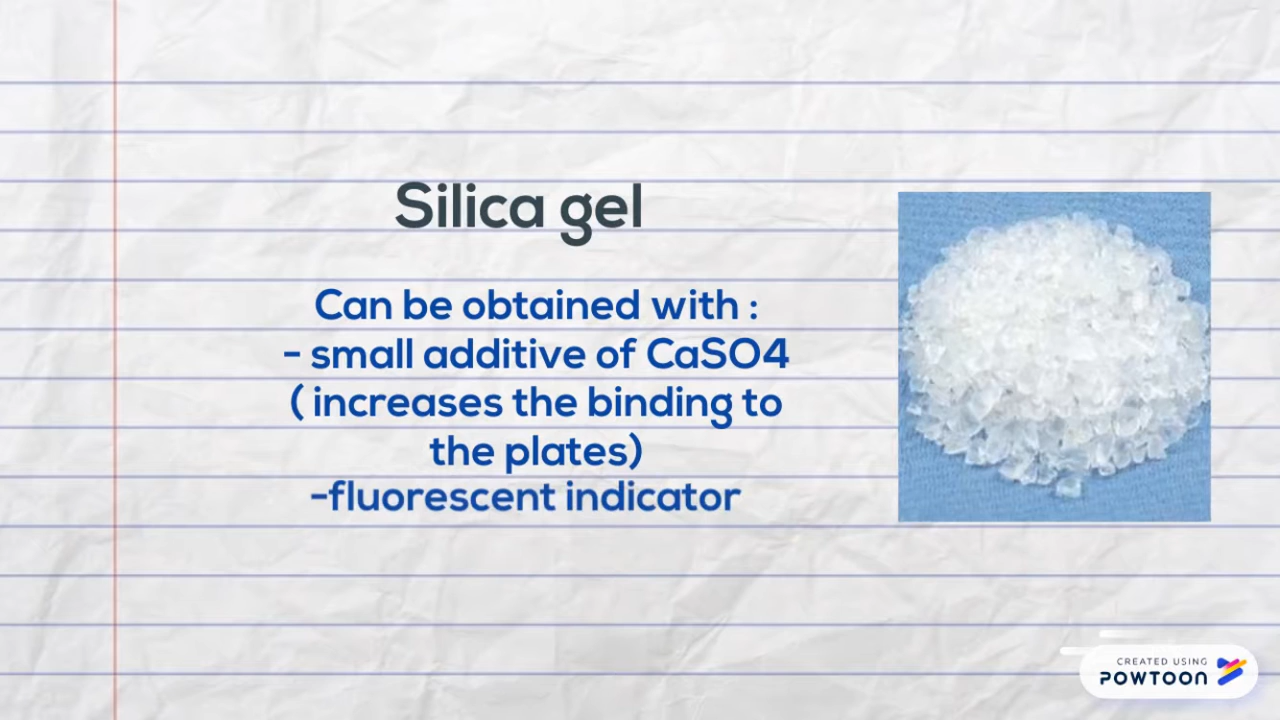 Silica gel
Can be obtained with :
- small additive of CaSO4
( increases the binding to
the plates)
-fluorescent indicator
CREATED USING
POWTOON